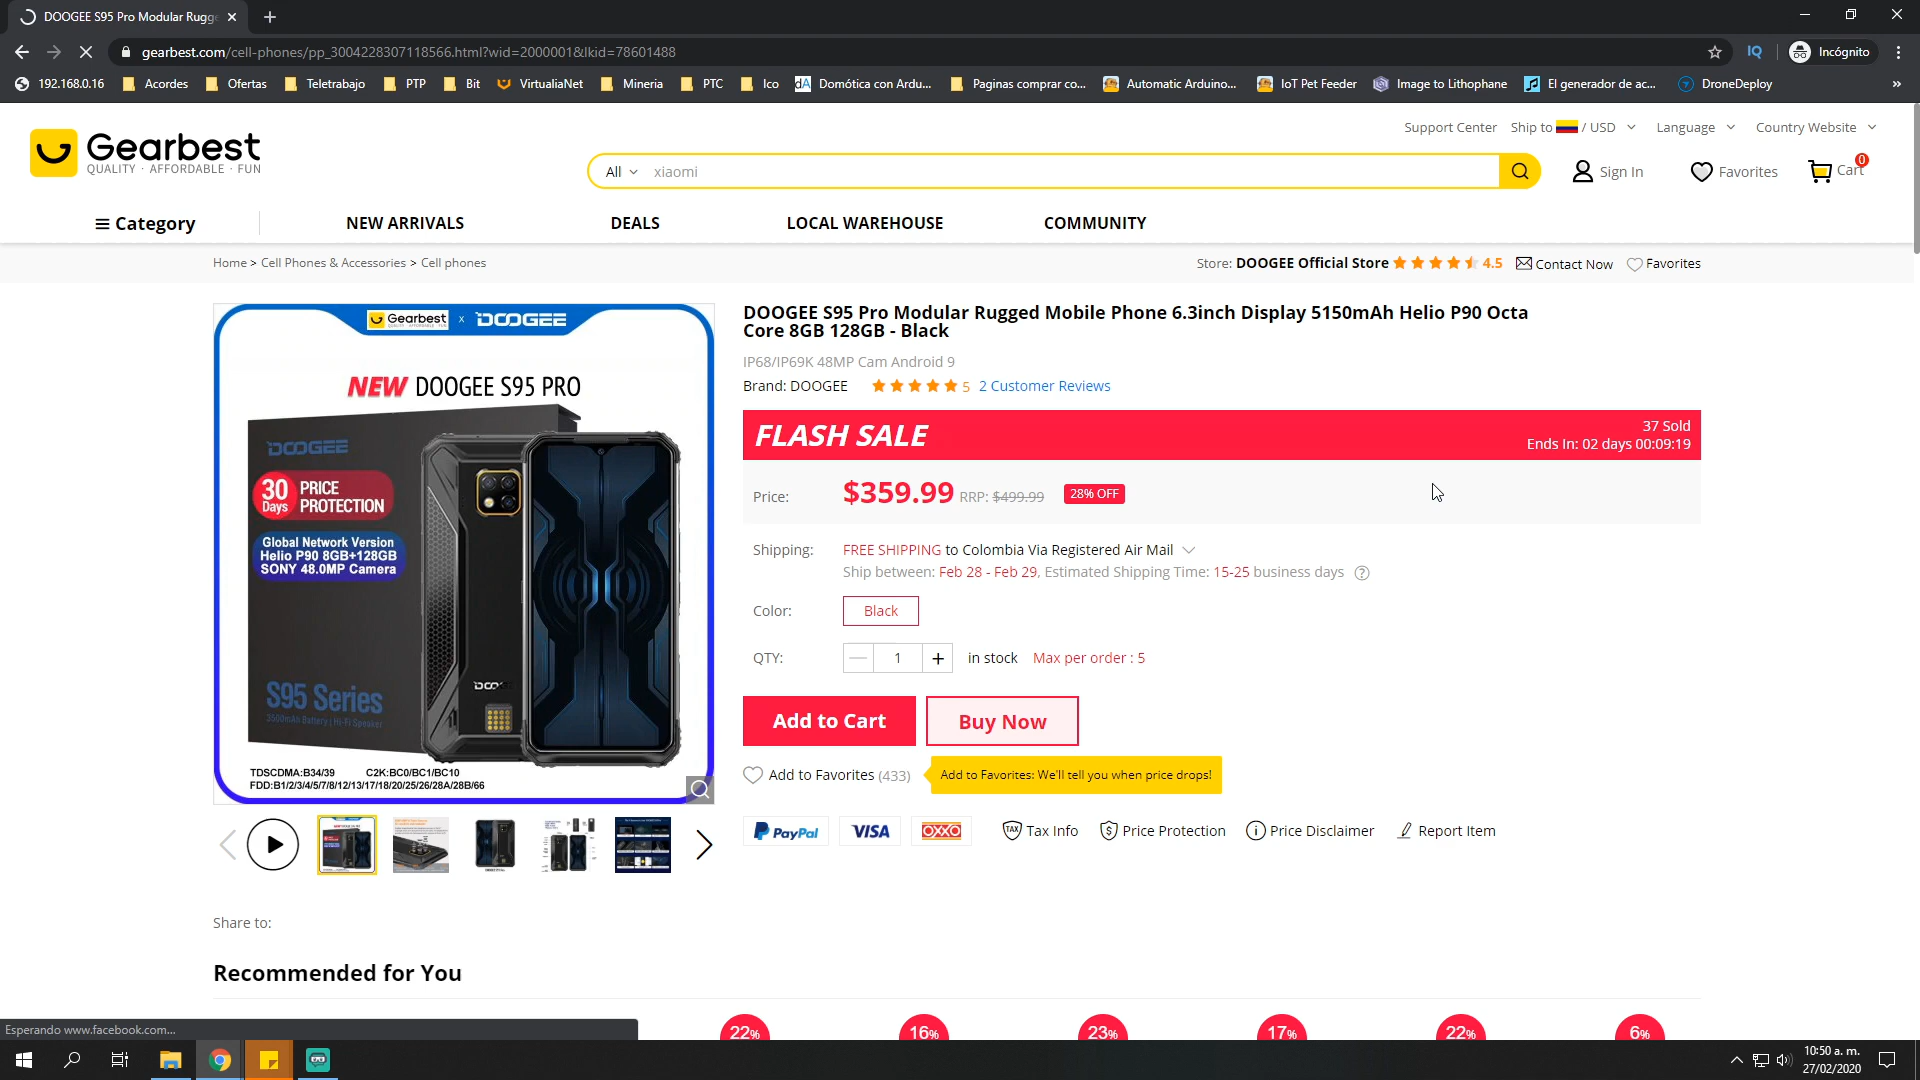 DOOGEE S95 Pro Modular Rugge
gearbest.com/cell-phones/pp_3004228307118566.html?wid=2000001&lkid=78601488
IQ
Incógnito
192.168.0.16
Acordes
Ofertas
Teletrabajo
PTP
Bit
VirtualiaNet
Mineria
PTC
Ico
dA
Domótica con Ardu...
Paginas comprar co...
Automatic Arduino...
IoT Pet Feeder
Image to Lithophane
El generador de ac...
DroneDeploy
»
Support Center
Ship to / USD
Language
Country Website
Gearbest
QUALITY · AFFORDABLE · FUN
All
xiaomi
Sign In
Favorites
Cart
0
Category
NEW ARRIVALS
DEALS
LOCAL WAREHOUSE
COMMUNITY
Home > Cell Phones & Accessories > Cell phones
Store: DOOGEE Official Store 4.5
Contact Now
Favorites
Gearbest x DOOGEE
NEW DOOGEE S95 PRO
DOOGEE
30 Days PRICE PROTECTION
Global Network Version
Helio P90 8GB+128GB
SONY 48.0MP Camera
S95 Series
3500mAh Battery | Hi-Fi Speaker
TDSCDMA:B34/39 C2K:BC0/BC1/BC10
FDD:B1/2/3/4/5/7/8/12/13/17/18/20/25/26/28A/28B/66
DOOGEE S95 Pro Modular Rugged Mobile Phone 6.3inch Display 5150mAh Helio P90 Octa
Core 8GB 128GB - Black
IP68/IP69K 48MP Cam Android 9
Brand: DOOGEE
5
2 Customer Reviews
FLASH SALE
37 Sold
Ends In: 02 days 00:09:19
Price:
$359.99
RRP: $499.99
28% OFF
Shipping:
FREE SHIPPING to Colombia Via Registered Air Mail
Ship between: Feb 28 - Feb 29, Estimated Shipping Time: 15-25 business days
Color:
Black
QTY:
1
+
in stock
Max per order : 5
Add to Cart
Buy Now
Add to Favorites (433)
Add to Favorites: We'll tell you when price drops!
PayPal
VISA
OXXO
TAX
Tax Info
Price Protection
Price Disclaimer
Report Item
Share to:
Recommended for You
22%
16%
23%
17%
22%
6%
Esperando www.facebook.com...
10:50 a. m.
27/02/2020